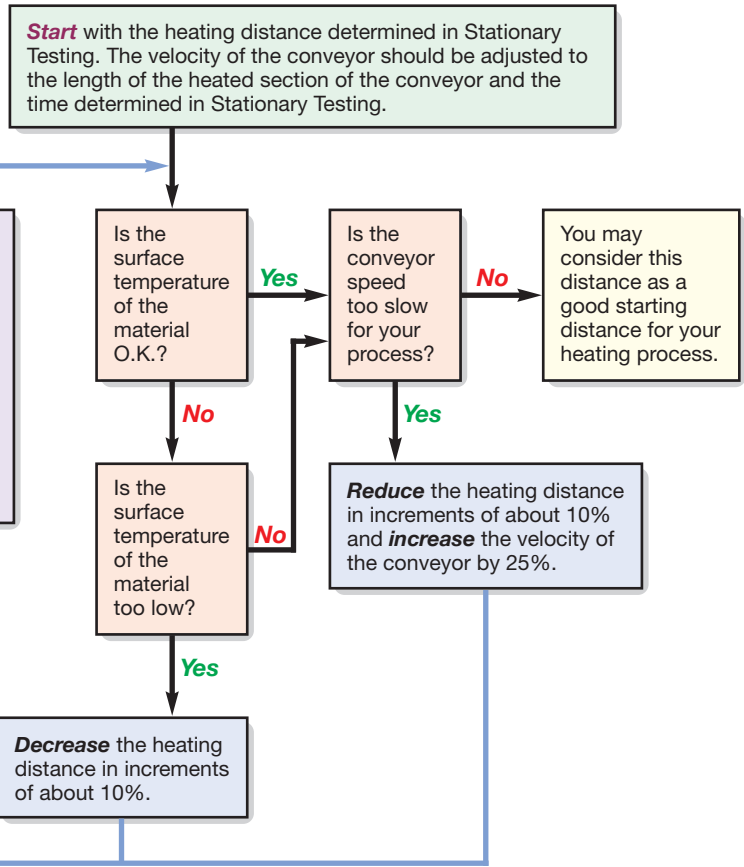 Start with the heating distance determined in Stationary
Testing. The velocity of the conveyor should be adjusted to
the length of the heated section of the conveyor and the
time determined in Stationary Testing.
Is the
surface
temperature
of the
material
O.K.?
Yes
Is the
conveyor
speed
too slow
for your
process?
No
You may
consider this
distance as a
good starting
distance for your
heating process.
No
Yes
Is the
surface
temperature
of the
material
too low?
No
Reduce the heating distance
in increments of about 10%
and increase the velocity of
the conveyor by 25%.
Yes
Decrease the heating
distance in increments
of about 10%.